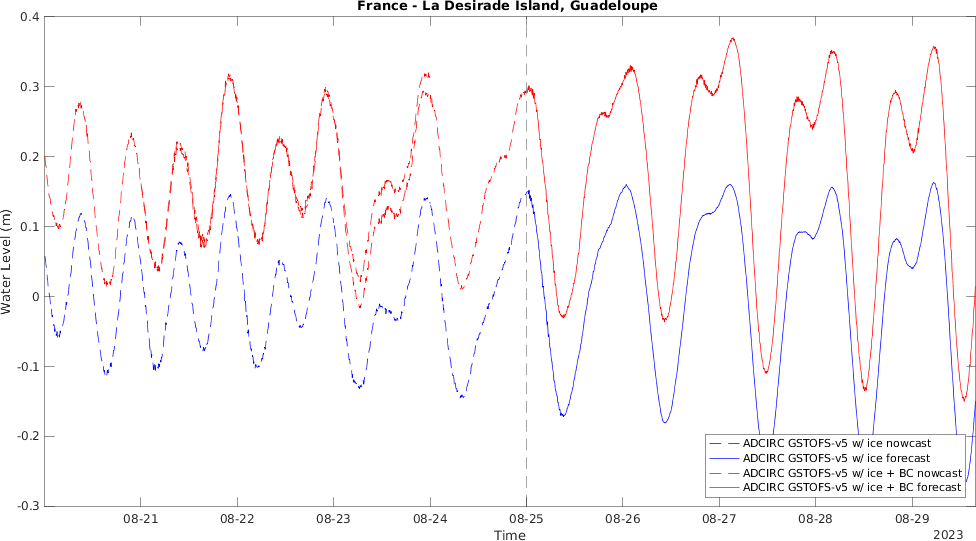 France - La Desirade Island, Guadeloupe
0.4
0.3
0.2
0.1
0
-0.1
-0.2
-0.3
Water Level (m)
ADCIRC GSTOFS-v5 w/ ice nowcast
ADCIRC GSTOFS-v5 w/ ice forecast
ADCIRC GSTOFS-v5 w/ ice + BC nowcast
ADCIRC GSTOFS-v5 w/ ice + BC forecast
08-21 08-22 08-23 08-24 08-25 08-26 08-27 08-28 08-29
Time
2023